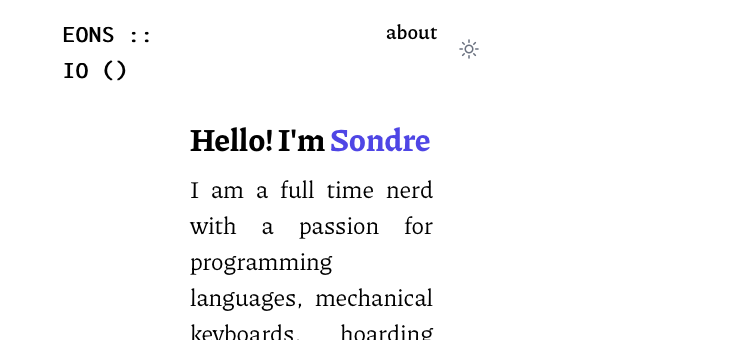 EONS ::
IO ()
about
Hello! I'm Sondre
I am a full time nerd
with a passion for
programming
languages, mechanical
keyboards, hoarding